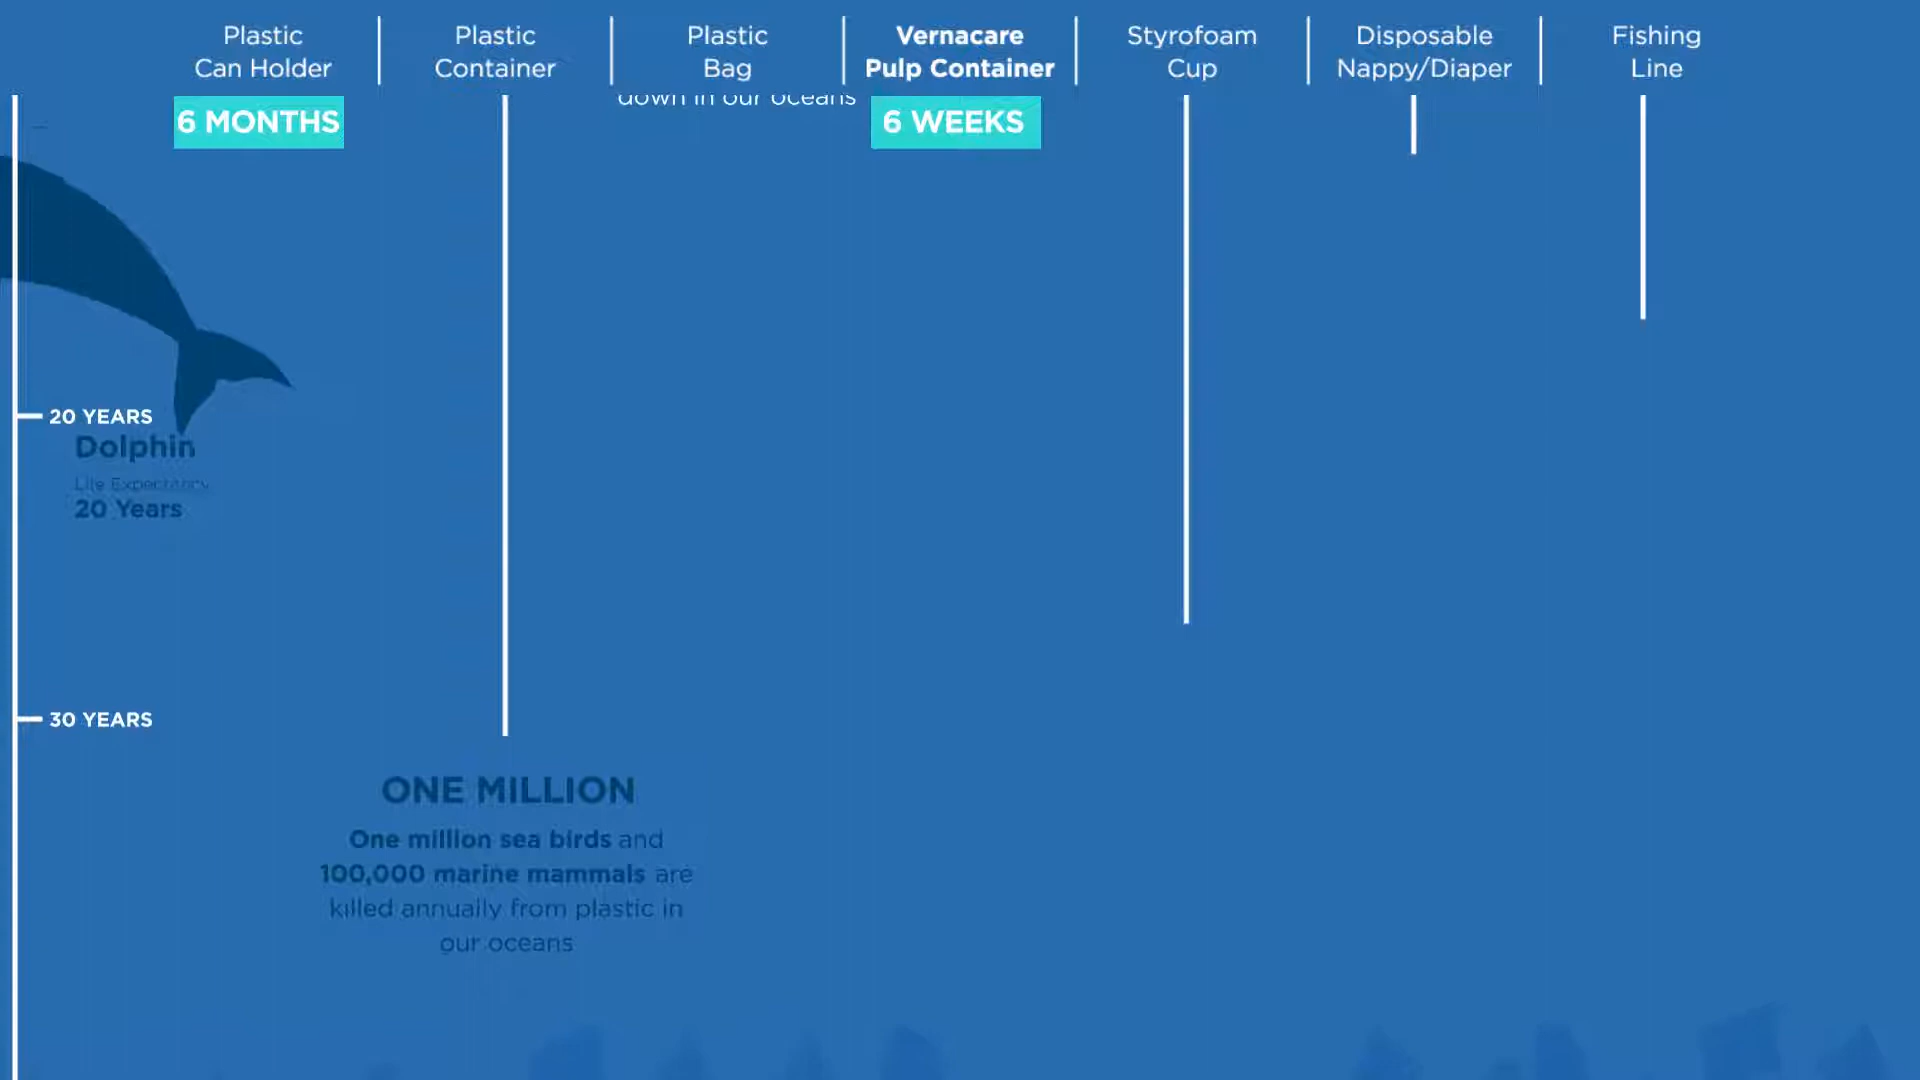 Plastic
Can Holder
Plastic
Container
Plastic
Bag
Vernacare
Pulp Container
Styrofoam
Cup
Disposable
Nappy/Diaper
Fishing
Line
down in our oceans
6 MONTHS
6 WEEKS
20 YEARS
Dolphin
Life Expectancy
20 Years
30 YEARS
ONE MILLION
One million sea birds and
100,000 marine mammals are
killed annually from plastic in
our oceans